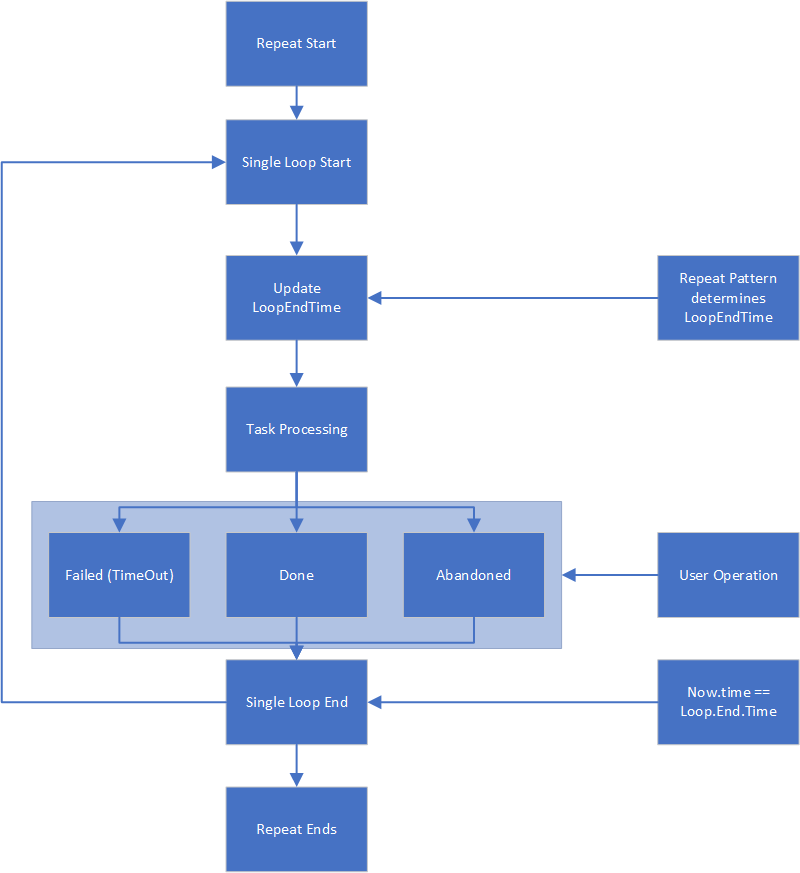 Repeat Start
Single Loop Start
Update
LoopEndTime
Repeat Pattern
determines
LoopEndTime
Task Processing
Failed (TimeOut)
Done
Abandoned
User Operation
Single Loop End
Now.time ==
Loop.End.Time
Repeat Ends